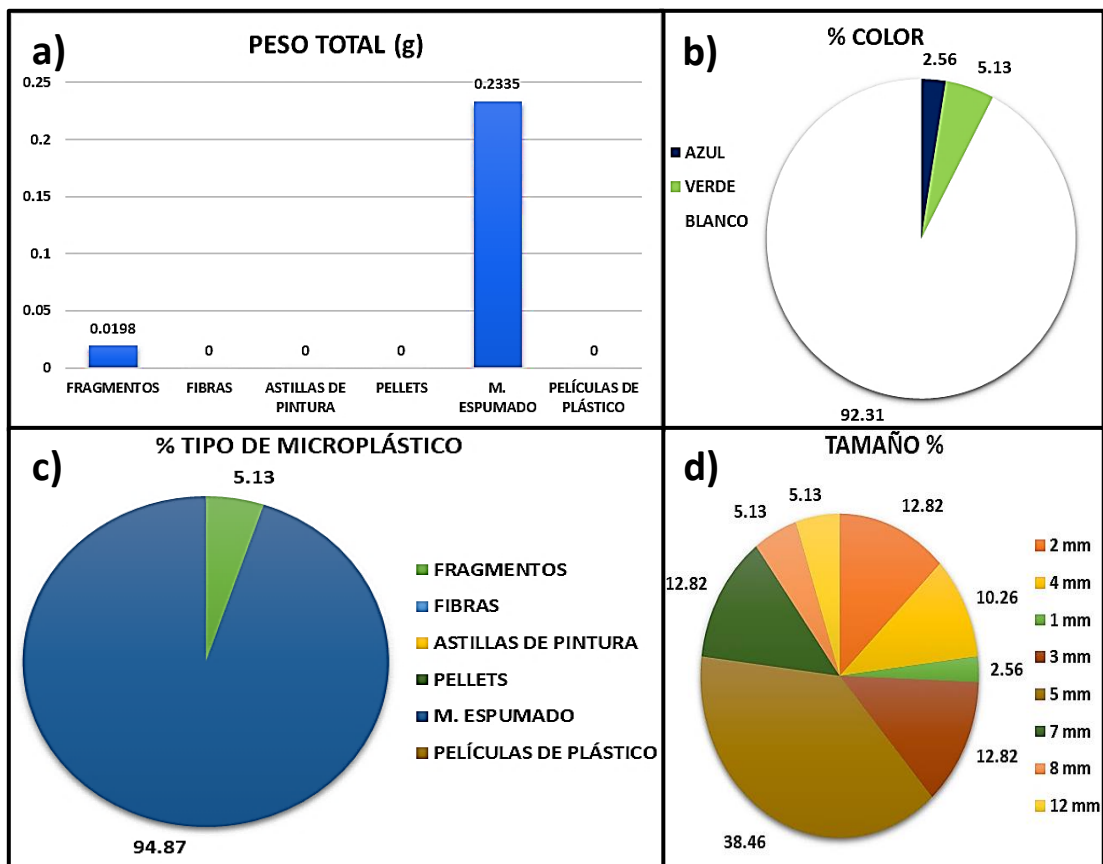 a)
PESO TOTAL (g)
0.25
0.2
0.15
0.1
0.05
0
0.0198
0
0
0
0.2335
0
FRAGMENTOS
FIBRAS
ASTILLAS DE
PINTURA
PELLETS
M.
ESPUMADO
PELÍCULAS DE
PLÁSTICO
b)
% COLOR
2.56
5.13
AZUL
VERDE
BLANCO
92.31
c)
% TIPO DE MICROPLÁSTICO
5.13
FRAGMENTOS
FIBRAS
ASTILLAS DE PINTURA
PELLETS
M. ESPUMADO
PELÍCULAS DE PLÁSTICO
94.87
d)
TAMAÑO %
5.13
5.13
12.82
12.82
10.26
2.56
12.82
38.46
2 mm
4 mm
1 mm
3 mm
5 mm
7 mm
8 mm
12 mm